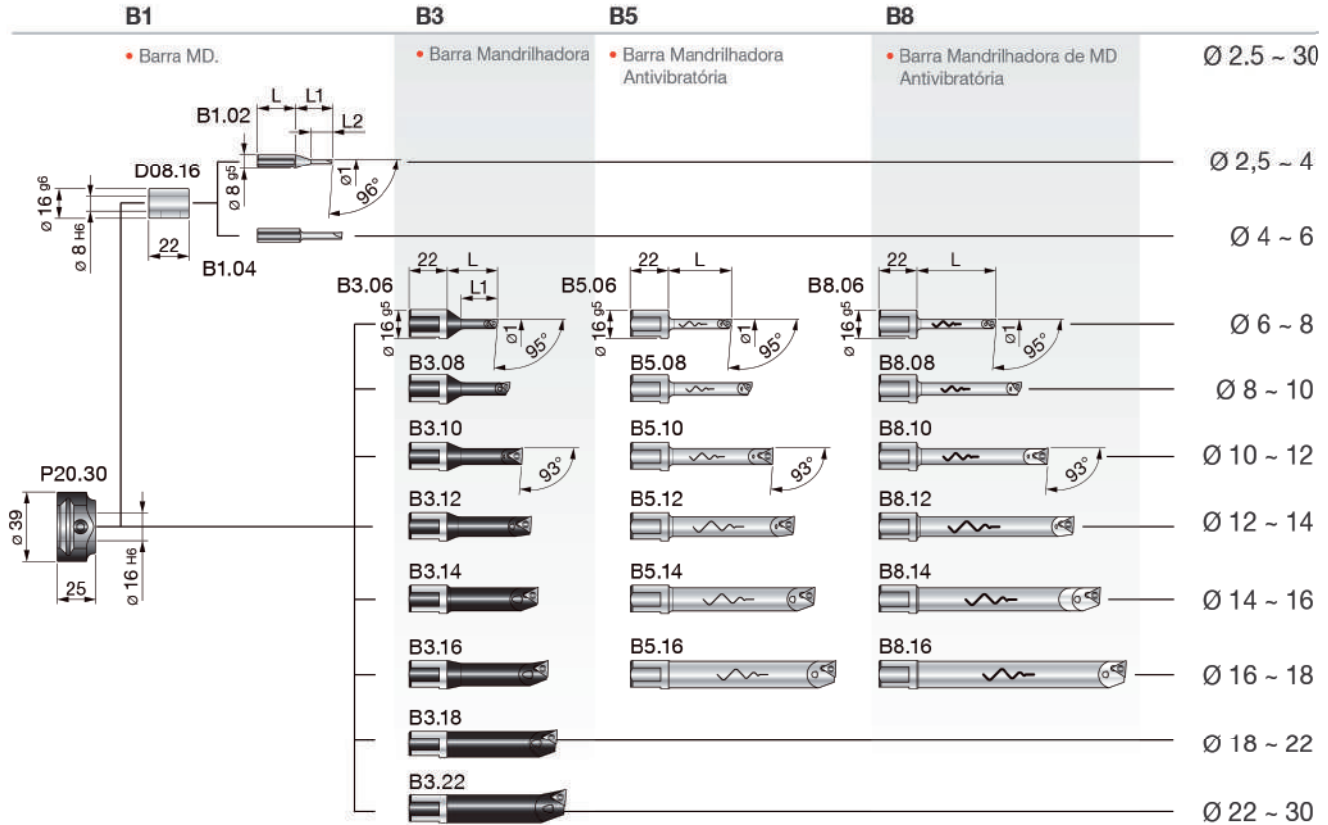 B1
B3
B5
B8
• Barra MD.
• Barra Mandrilhadora
• Barra Mandrilhadora
Antivibratória
• Barra Mandrilhadora de MD
Antivibratória
Ø 2.5 ~ 30
B1.02
L
L1
L2
Ø 8 g5
ø1
96°
Ø 2,5 ~ 4
D08.16
Ø 16 g6
Ø 8 H6
22
B1.04
Ø 4 ~ 6
B3.06
22
L
L1
Ø 16 g5
ø1
95°
B5.06
22
L
Ø 16 g5
ø1
95°
B8.06
22
L
Ø 16 g5
ø1
95°
Ø 6 ~ 8
B3.08
B5.08
B8.08
Ø 8 ~ 10
B3.10
93°
B5.10
93°
B8.10
93°
Ø 10 ~ 12
P20.30
Ø 39
25
Ø 16 H6
B3.12
B5.12
B8.12
Ø 12 ~ 14
B3.14
B5.14
B8.14
Ø 14 ~ 16
B3.16
B5.16
B8.16
Ø 16 ~ 18
B3.18
Ø 18 ~ 22
B3.22
Ø 22 ~ 30